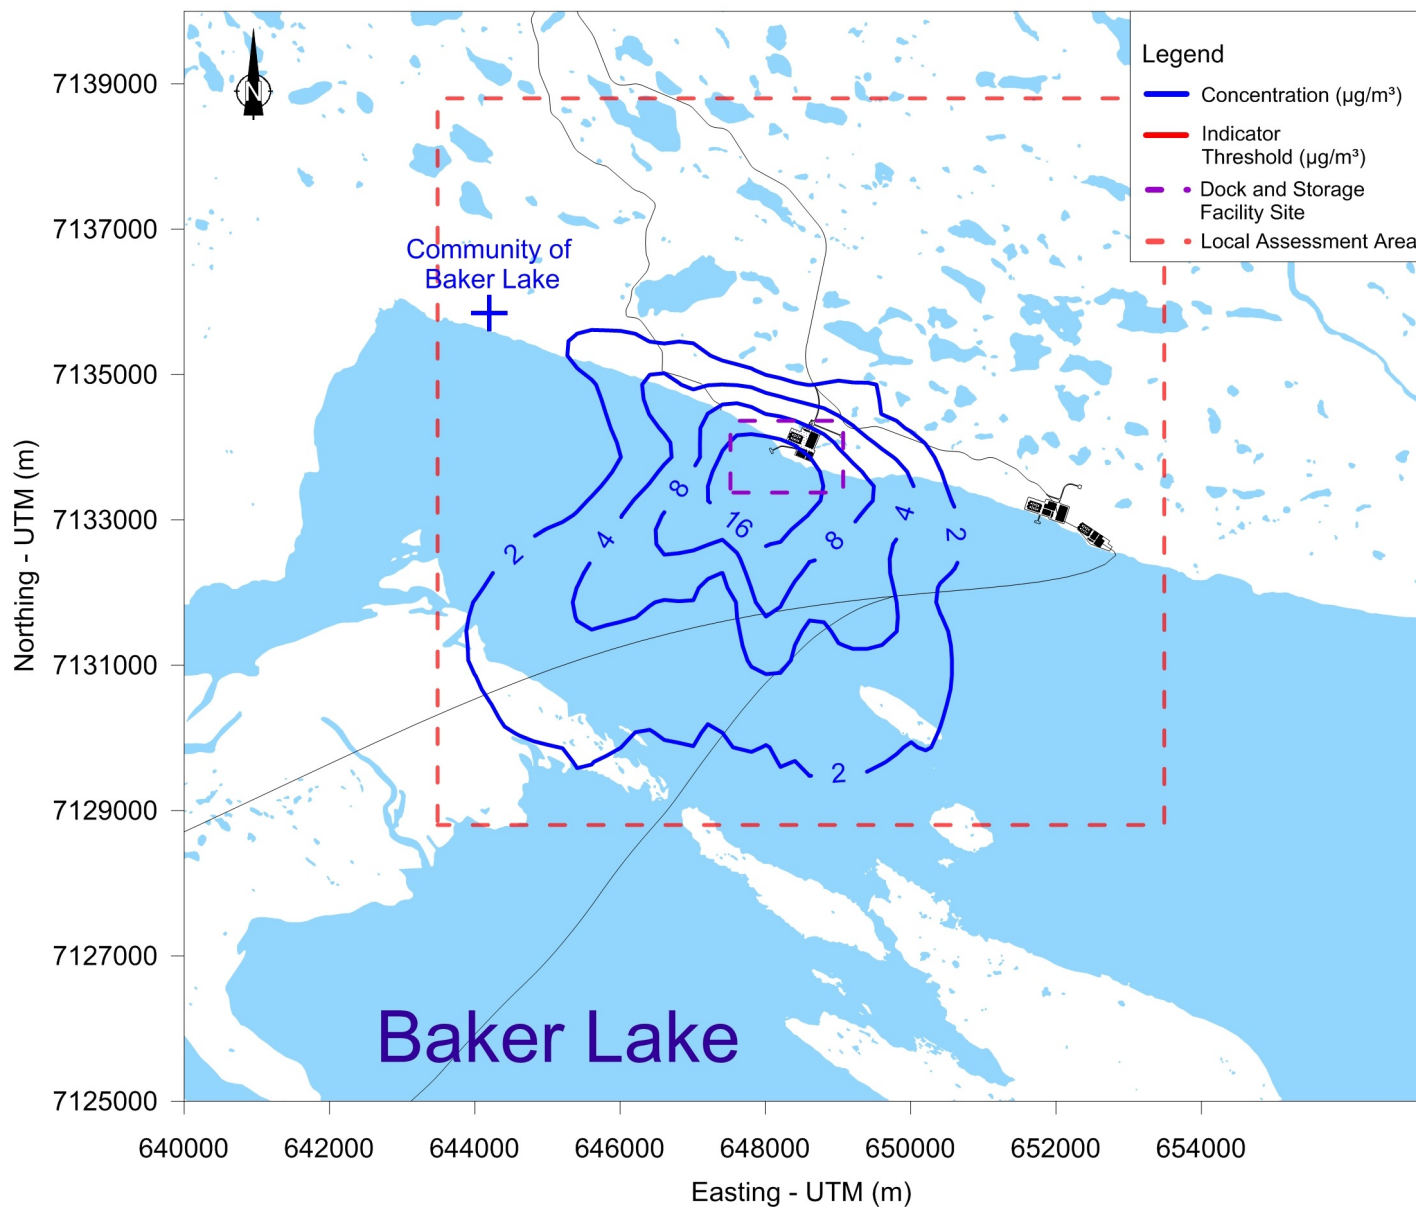 Legend
Concentration (µg/m³)
Indicator
Threshold (µg/m³)
Dock and Storage
Facility Site
Local Assessment Area
N
Community of
Baker Lake
2
4
8
16
8
4
2
2
Baker Lake
7139000
7137000
7135000
7133000
7131000
7129000
7127000
7125000
Northing - UTM (m)
640000 642000 644000 646000 648000 650000 652000 654000
Easting - UTM (m)